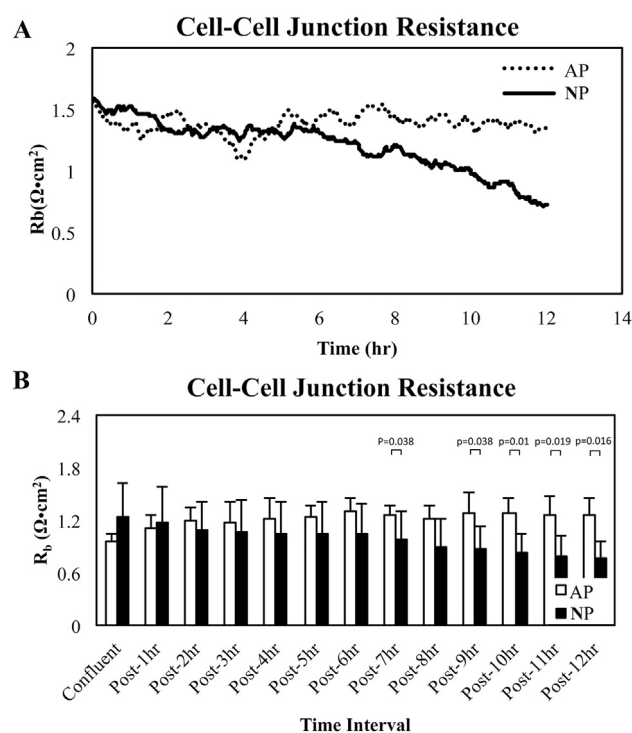 A
Cell-Cell Junction Resistance
2
1.5
1
0.5
0
Rb(Ω•cm²)
AP
NP
0 2 4 6 8 10 12 14
Time (hr)
B
Cell-Cell Junction Resistance
2.4
1.8
1.2
0.6
0
R_b (Ω•cm²)
P=0.038 p=0.038 p=0.01 p=0.019 p=0.016
AP
NP
Confluent Post-1hr Post-2hr Post-3hr Post-4hr Post-5hr Post-6hr Post-7hr Post-8hr Post-9hr Post-10hr Post-11hr Post-12hr
Time Interval